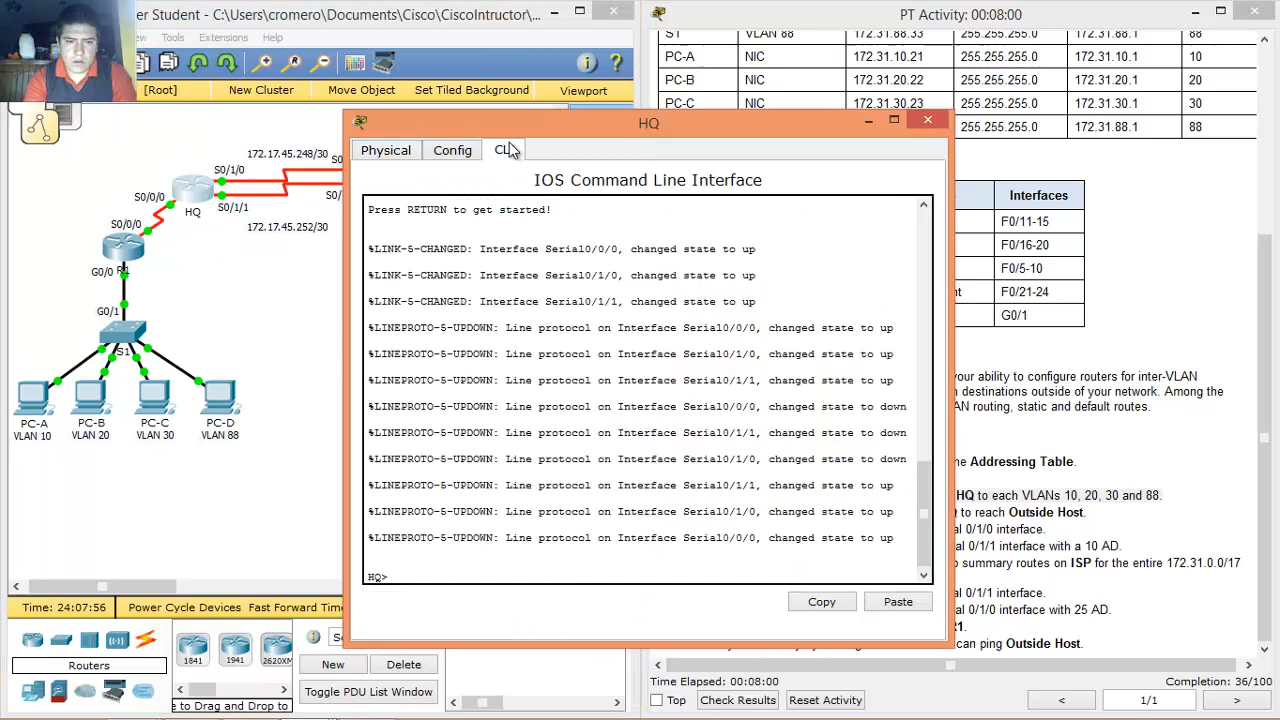 er Student - C:\Users\cromero\Documents\Cisco\CiscoIntructor\...
Tools Extensions Help
[Root] New Cluster Move Object Set Tiled Background Viewport
172.17.45.248/30
S0/1/0
S0/0/0
HQ
S0/1/1
S0/0/0
172.17.45.252/30
G0/0
R1
G0/1
S1
PC-A
VLAN 10
PC-B
VLAN 20
PC-C
VLAN 30
PC-D
VLAN 88
Time: 24:07:56 Power Cycle Devices Fast Forward Time
Routers
1841
1941
2620XM
e to Drag and Drop to
New
Delete
Toggle PDU List Window
HQ
Physical Config CLI
IOS Command Line Interface
Press RETURN to get started!
%LINK-5-CHANGED: Interface Serial0/0/0, changed state to up
%LINK-5-CHANGED: Interface Serial0/1/0, changed state to up
%LINK-5-CHANGED: Interface Serial0/1/1, changed state to up
%LINEPROTO-5-UPDOWN: Line protocol on Interface Serial0/0/0, changed state to up
%LINEPROTO-5-UPDOWN: Line protocol on Interface Serial0/1/0, changed state to up
%LINEPROTO-5-UPDOWN: Line protocol on Interface Serial0/1/1, changed state to up
%LINEPROTO-5-UPDOWN: Line protocol on Interface Serial0/0/0, changed state to down
%LINEPROTO-5-UPDOWN: Line protocol on Interface Serial0/1/1, changed state to down
%LINEPROTO-5-UPDOWN: Line protocol on Interface Serial0/1/0, changed state to down
%LINEPROTO-5-UPDOWN: Line protocol on Interface Serial0/1/1, changed state to up
%LINEPROTO-5-UPDOWN: Line protocol on Interface Serial0/1/0, changed state to up
%LINEPROTO-5-UPDOWN: Line protocol on Interface Serial0/0/0, changed state to up
HQ>
Copy Paste
PT Activity: 00:08:00
S1 VLAN 88 172.31.88.33 255.255.255.0 172.31.88.1 88
PC-A NIC 172.31.10.21 255.255.255.0 172.31.10.1 10
PC-B NIC 172.31.20.22 255.255.255.0 172.31.20.1 20
PC-C NIC 172.31.30.23 255.255.255.0 172.31.30.1 30
255.255.255.0 172.31.88.1 88
Interfaces
F0/11-15
F0/16-20
F0/5-10
nt F0/21-24
G0/1
your ability to configure routers for inter-VLAN
n destinations outside of your network. Among the
AN routing, static and default routes.
he Addressing Table.
HQ to each VLANs 10, 20, 30 and 88.
Q to reach Outside Host.
al 0/1/0 interface.
al 0/1/1 interface with a 10 AD.
o summary routes on ISP for the entire 172.31.0.0/17
al 0/1/1 interface.
al 0/1/0 interface with 25 AD.
R1.
can ping Outside Host.
Time Elapsed: 00:08:00 Completion: 36/100
Top Check Results Reset Activity < 1/1 >